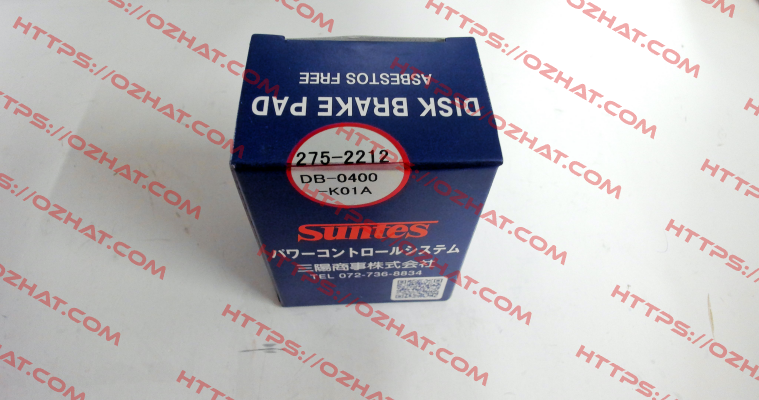 DISK BRAKE PAD
ASBESTOS FREE
275-2212
DB-0400
-K01A
Suntes
パワーコントロールシステム
三陽商事株式会社
TEL 072-736-8834
HTTPS://OZHAT.COM